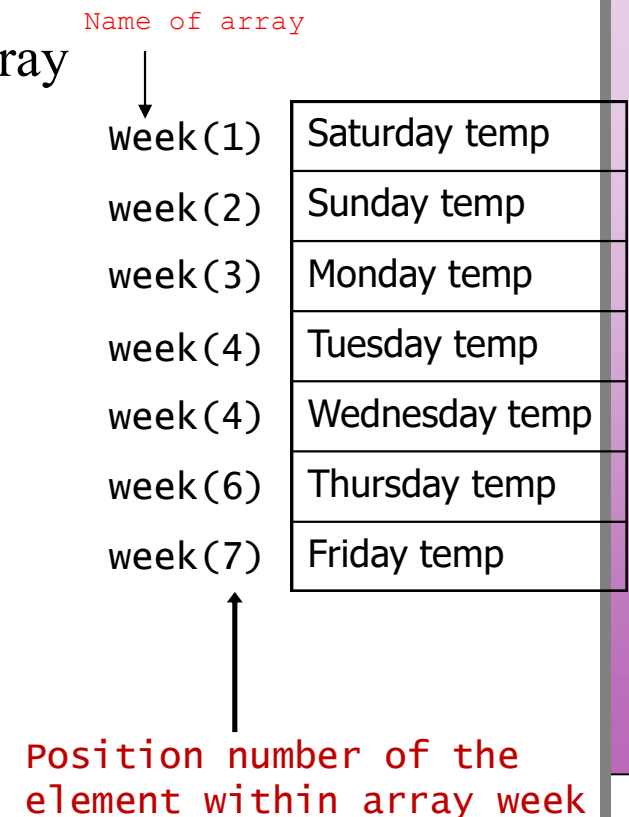 Name of array
ray
week(1) Saturday temp
week(2) Sunday temp
week(3) Monday temp
week(4) Tuesday temp
week(4) Wednesday temp
week(6) Thursday temp
week(7) Friday temp
Position number of the
element within array week